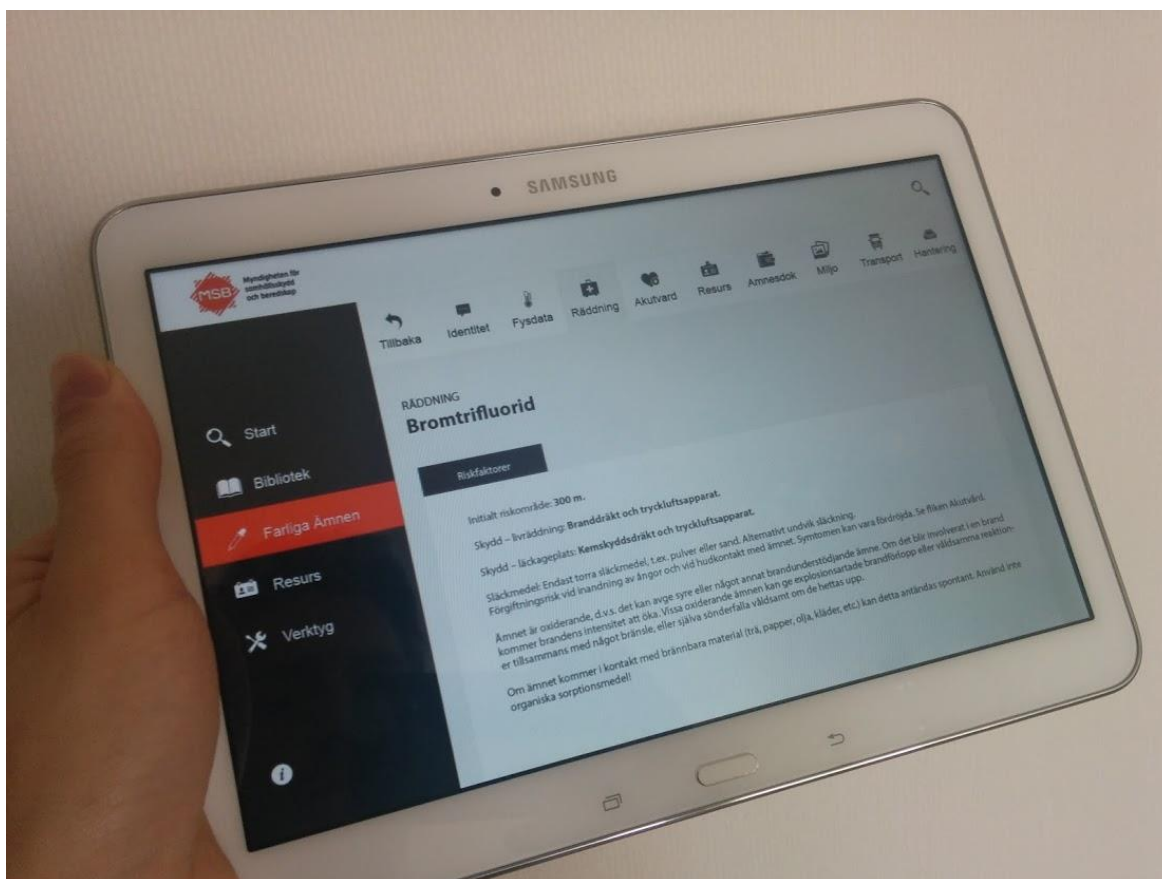 SAMSUNG
MSB
Myndigheten för
samhällsskydd
och beredskap
Tillbaka
Identitet
Fysdata
Räddning
Akutvard
Resurs
Amnesdok
Miljo
Transport
Hantering
Start
Bibliotek
Farliga Ämnen
Resurs
Verktyg
i
RÄDDNING
Bromtrifluorid
Riskfaktorer
Initialt riskområde: 300 m.
Skydd – livräddning: Branddräkt och tryckluftsapparat.
Skydd – läckageplats: Kemskyddsdräkt och tryckluftsapparat.
Släckmedel: Endast torra släckmedel, t.ex. pulver eller sand. Alternativt undvik släckning.
Förgiftningsrisk vid inandning av ångor och vid hudkontakt med ämnet. Symtomen kan vara fördröjda. Se fliken Akutvård.
Ämnet är oxiderande, d.v.s. det kan avge syre eller något annat brandunderstödjande ämne. Om det blir involverat i en brand
kommer brandens intensitet att öka. Vissa oxiderande ämnen kan ge explosionsartade brandförlopp eller våldsamma reaktion-
er tillsammans med något bränsle, eller själva sönderfalla våldsamt om de hettas upp.
Om ämnet kommer i kontakt med brännbara material (trä, papper, olja, kläder, etc.) kan detta antändas spontant. Använd inte
organiska sorptionsmedel!